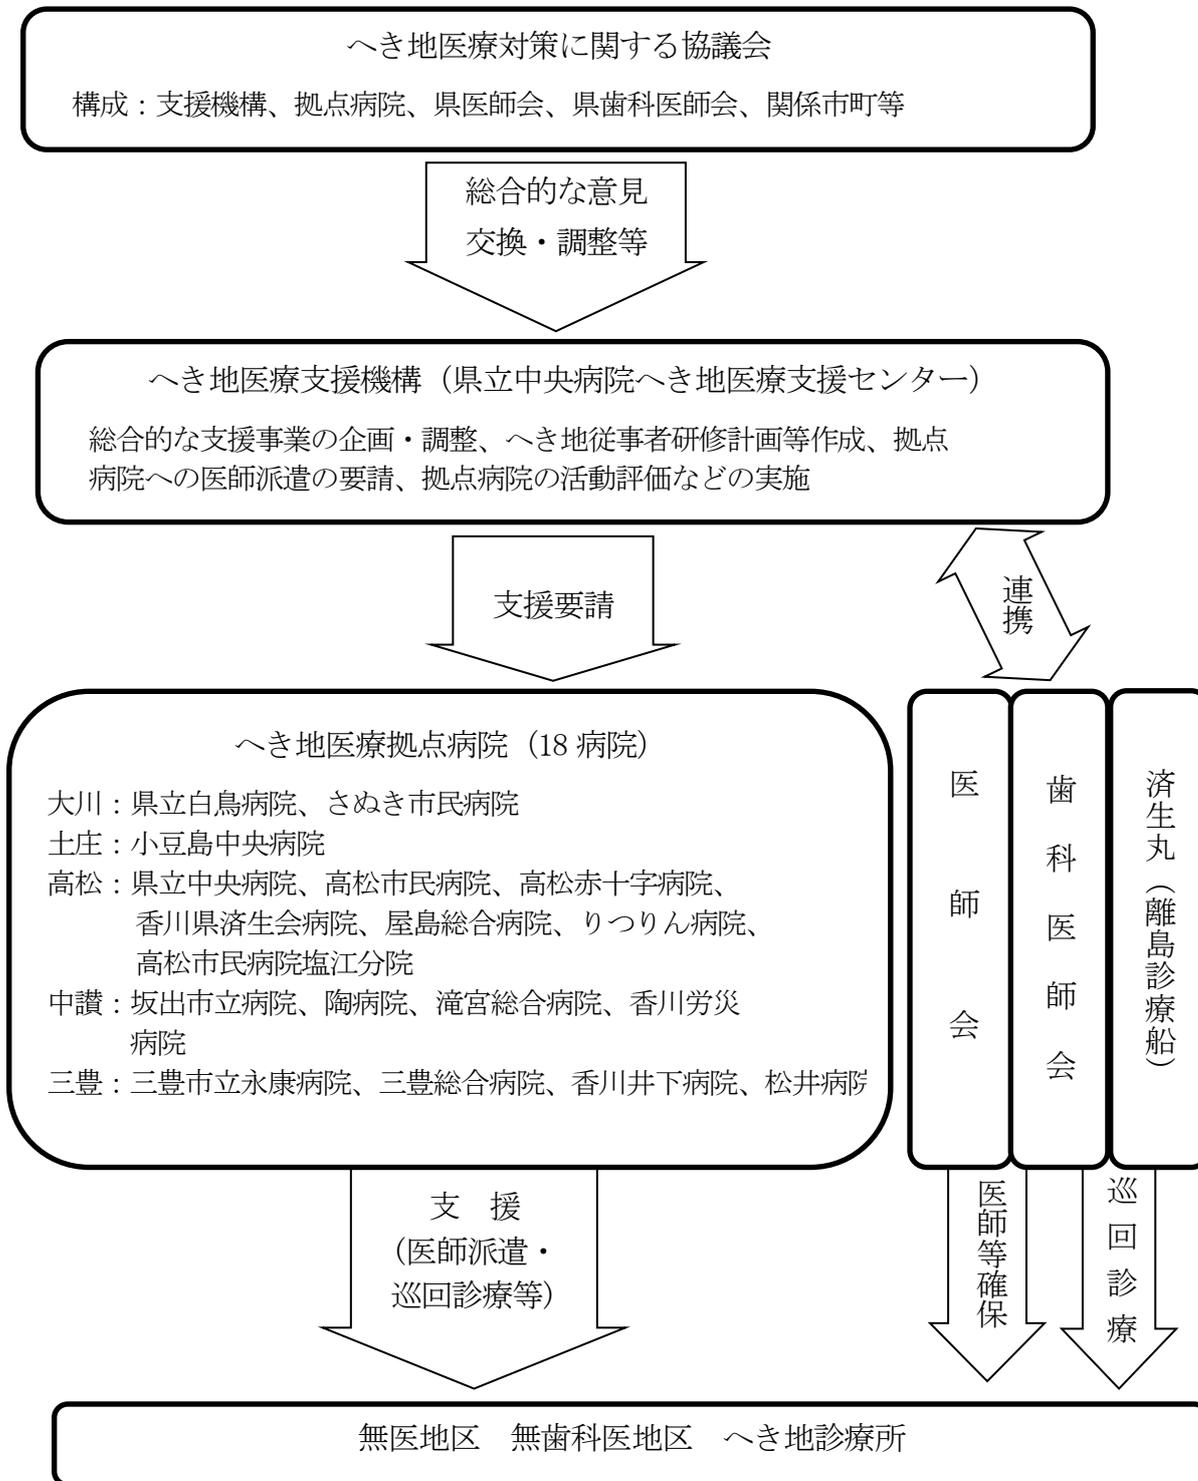 へき地医療対策に関する協議会
構成：支援機構、拠点病院、県医師会、県歯科医師会、関係市町等
総合的な意見
交換・調整等
へき地医療支援機構（県立中央病院へき地医療支援センター）
総合的な支援事業の企画・調整、へき地従事者研修計画等作成、拠点
病院への医師派遣の要請、拠点病院の活動評価などの実施
支援要請
連携
へき地医療拠点病院（18 病院）
大川：県立白鳥病院、さぬき市民病院
土庄：小豆島中央病院
高松：県立中央病院、高松市民病院、高松赤十字病院、
香川県済生会病院、屋島総合病院、りつりん病院、
高松市民病院塩江分院
中讃：坂出市立病院、陶病院、滝宮総合病院、香川労災
病院
三豊：三豊市立永康病院、三豊総合病院、香川井下病院、松井病院
医師会
歯科医師会
済生丸（離島診療船）
支　援
（医師派遣・
巡回診療等）
医師等確保
巡回診療
無医地区　無歯科医地区　へき地診療所